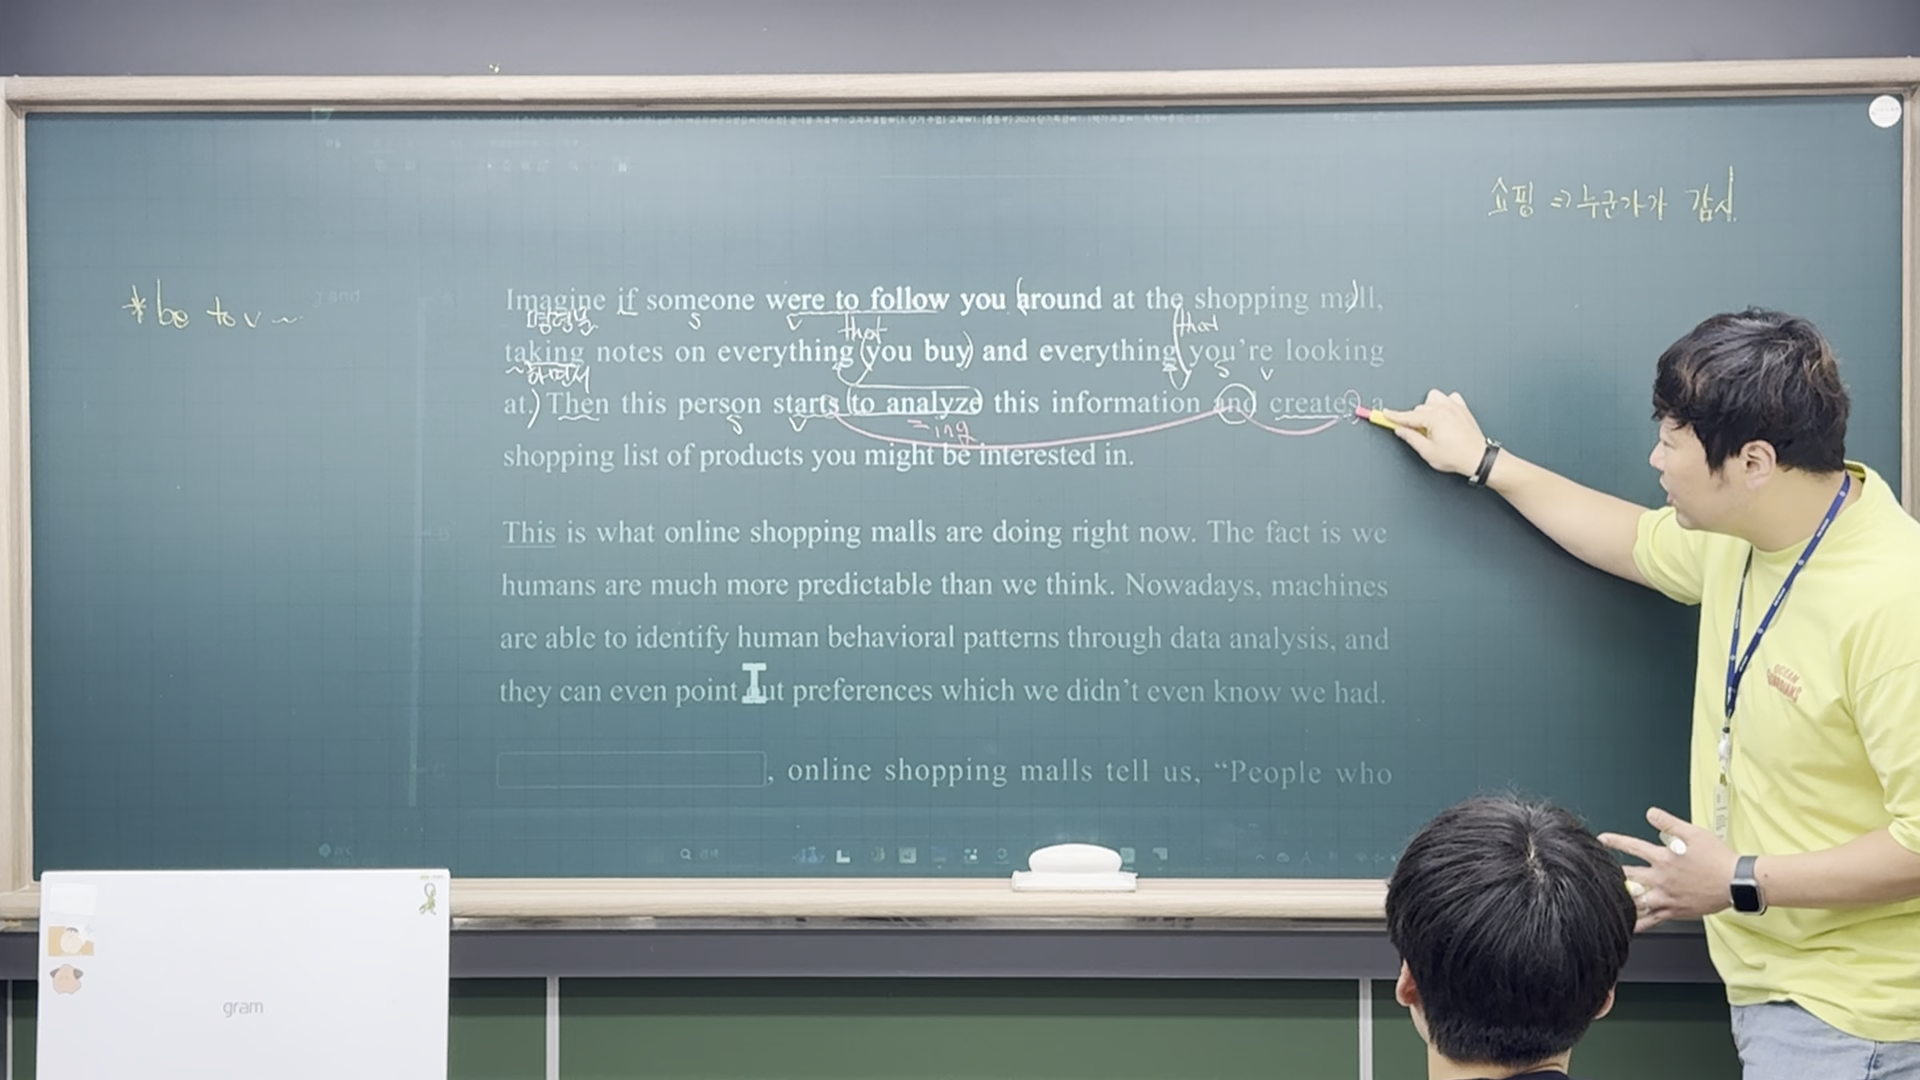 쇼핑 => 누군가가 감시
*be to v ~
Imagine if someone were to follow you (around at the shopping mall),
명령문 s v that that
taking notes on everything (you buy) and everything (you're looking
하면서 s v
at.) Then this person starts (to analyze) this information and creates a
s v =ing
shopping list of products you might be interested in.
This is what online shopping malls are doing right now. The fact is we
humans are much more predictable than we think. Nowadays, machines
are able to identify human behavioral patterns through data analysis, and
they can even point out preferences which we didn't even know we had.
, online shopping malls tell us, “People who
gram